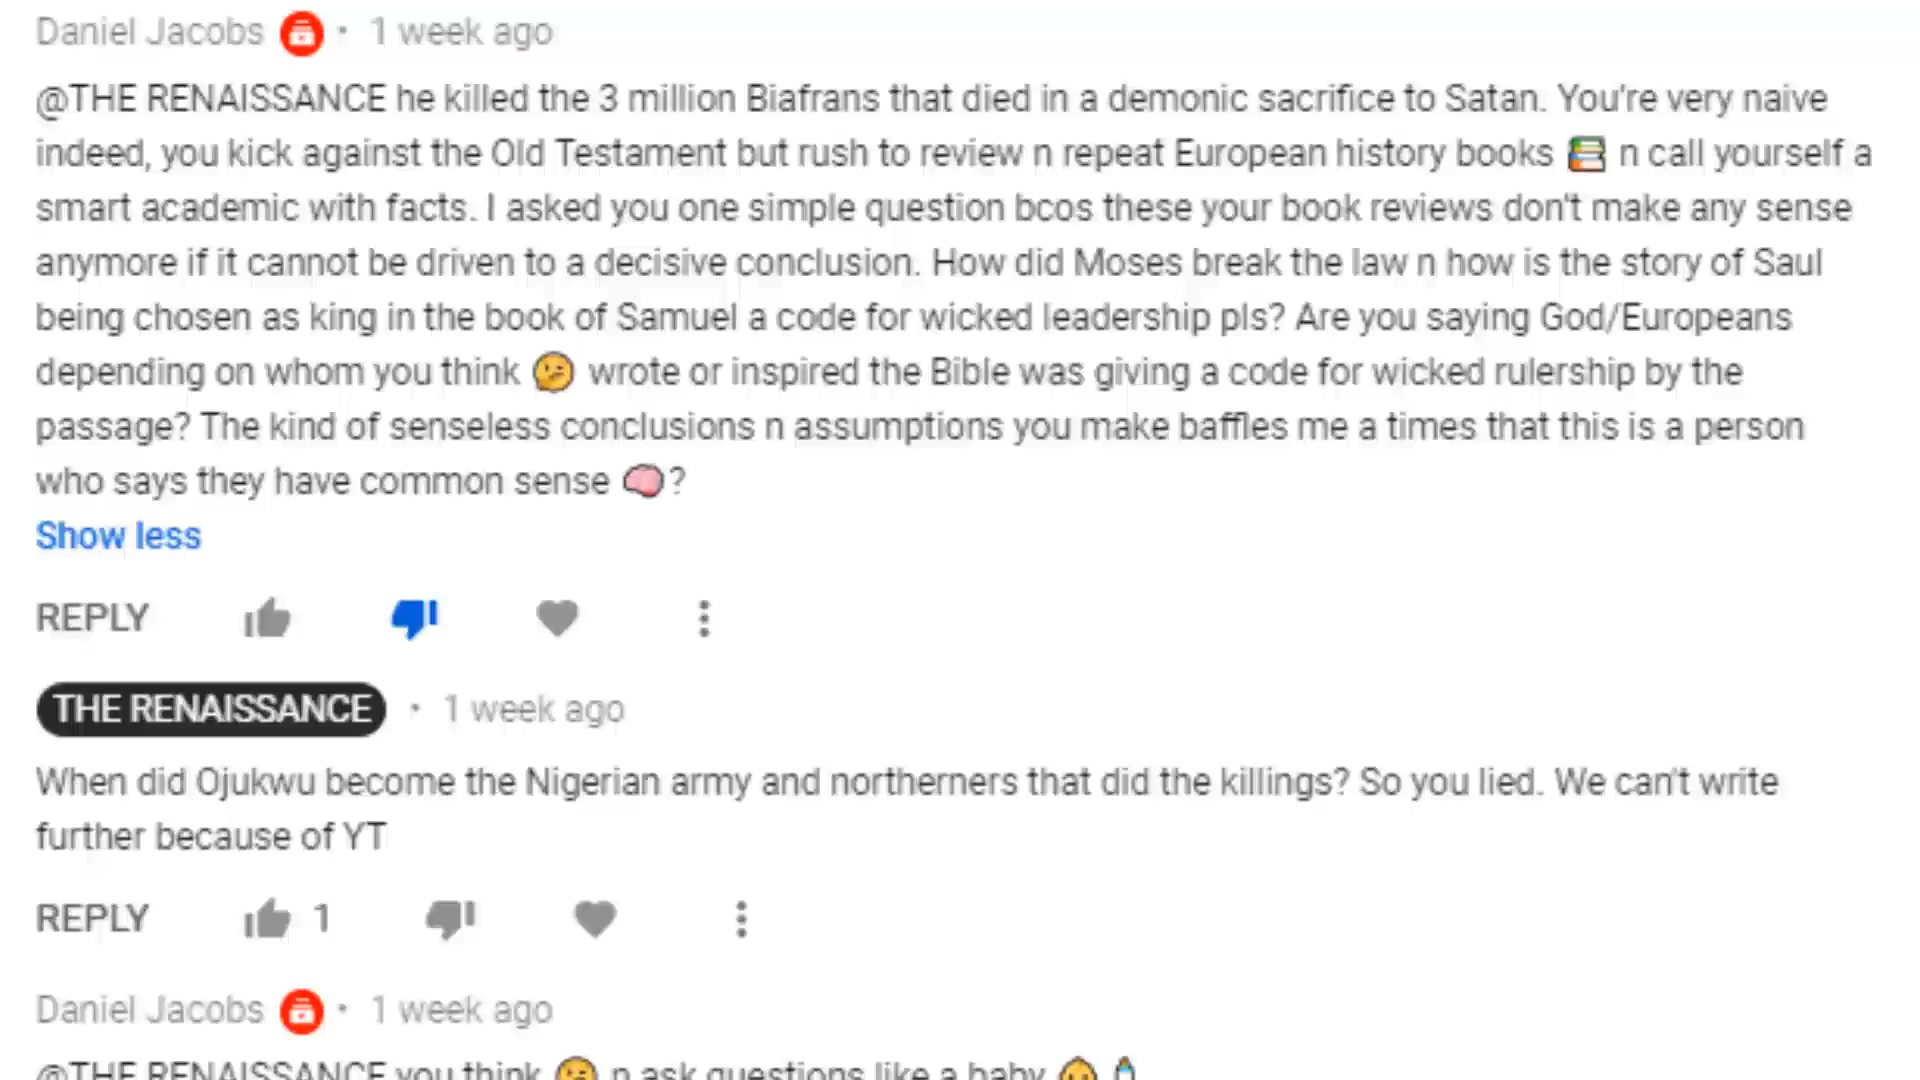 Daniel Jacobs • 1 week ago
@THE RENAISSANCE he killed the 3 million Biafrans that died in a demonic sacrifice to Satan. You're very naive
indeed, you kick against the Old Testament but rush to review n repeat European history books 📚 n call yourself a
smart academic with facts. I asked you one simple question bcos these your book reviews don't make any sense
anymore if it cannot be driven to a decisive conclusion. How did Moses break the law n how is the story of Saul
being chosen as king in the book of Samuel a code for wicked leadership pls? Are you saying God/Europeans
depending on whom you think 🤔 wrote or inspired the Bible was giving a code for wicked rulership by the
passage? The kind of senseless conclusions n assumptions you make baffles me a times that this is a person
who says they have common sense 🧠?
Show less
REPLY
THE RENAISSANCE • 1 week ago
When did Ojukwu become the Nigerian army and northerners that did the killings? So you lied. We can't write
further because of YT
REPLY 1
Daniel Jacobs • 1 week ago
@THE RENAISSANCE you think 🤔 n ask questions like a baby 👶 🍼